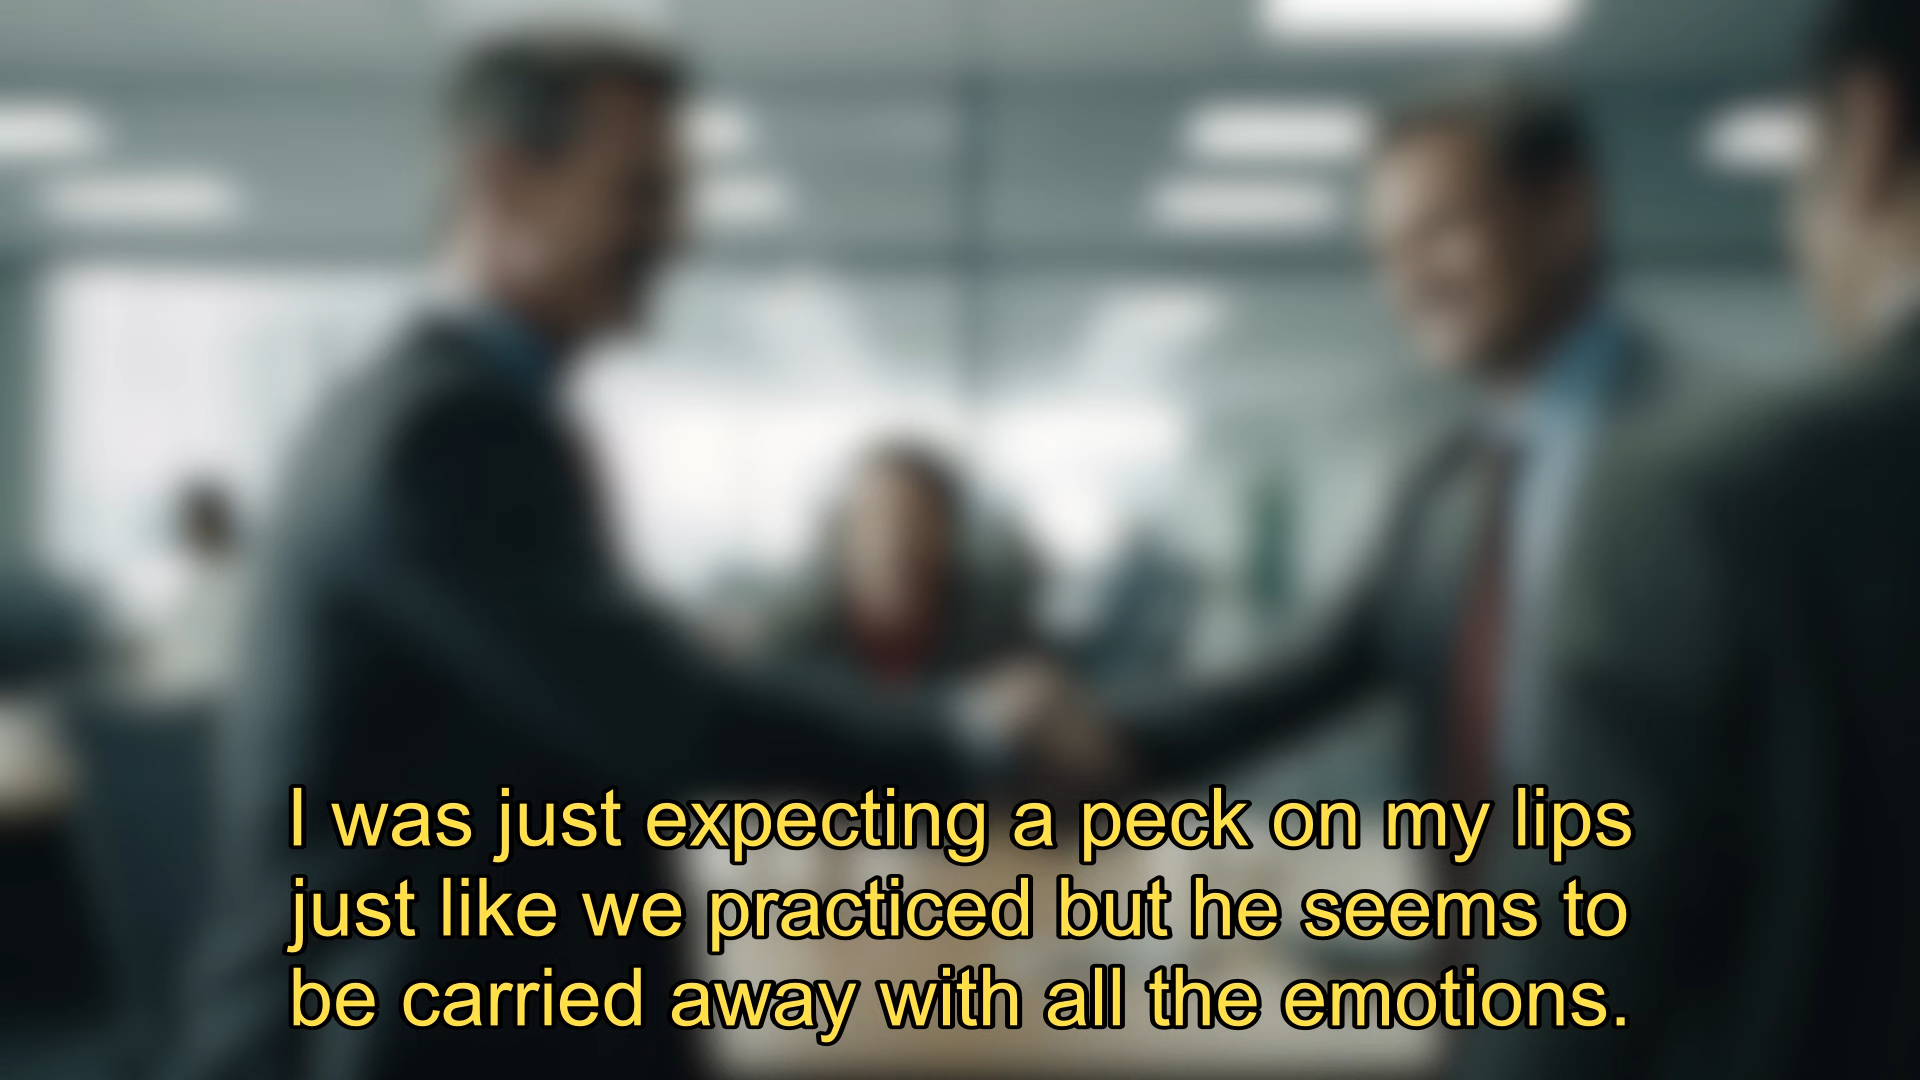 I was just expecting a peck on my lips
just like we practiced but he seems to
be carried away with all the emotions.